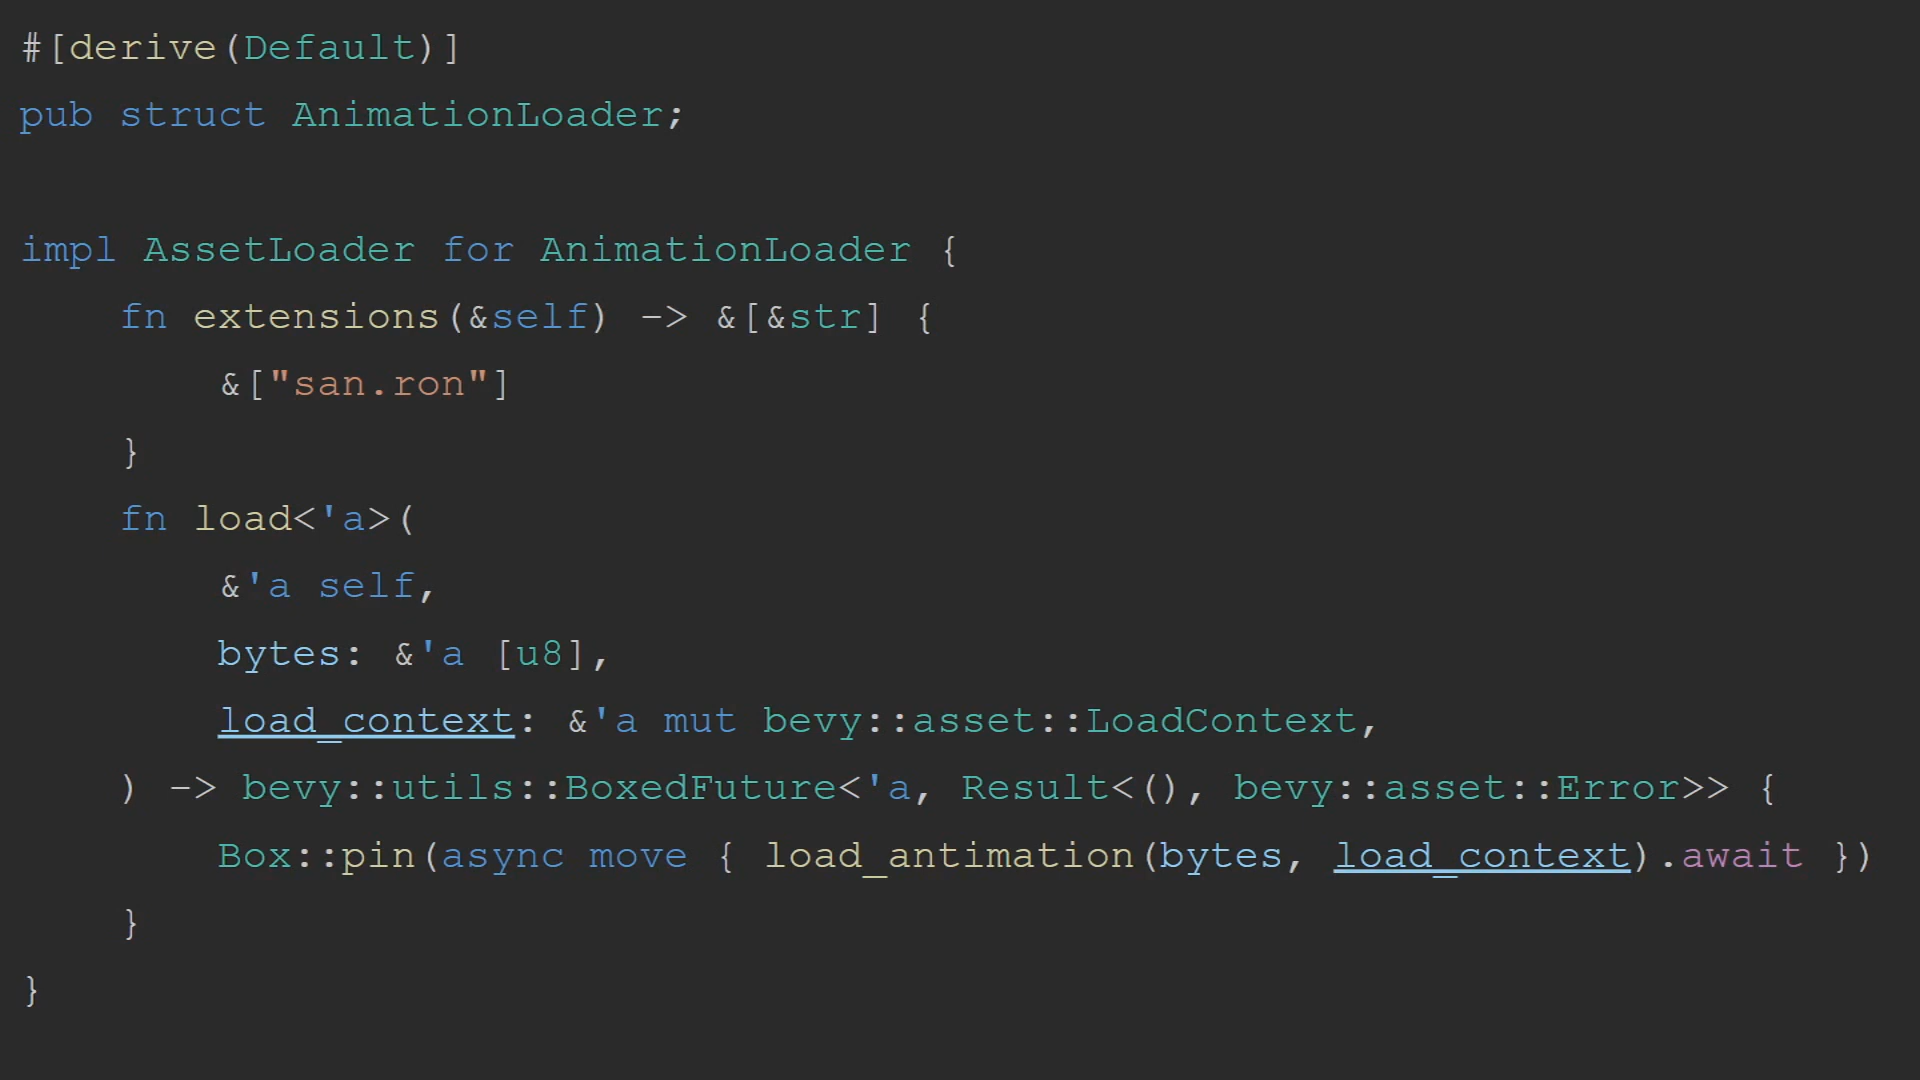 #[derive(Default)]
pub struct AnimationLoader;
impl AssetLoader for AnimationLoader {
    fn extensions(&self) -> &[&str] {
        &["san.ron"]
    }
    fn load<'a>(
        &'a self,
        bytes: &'a [u8],
        load_context: &'a mut bevy::asset::LoadContext,
    ) -> bevy::utils::BoxedFuture<'a, Result<(), bevy::asset::Error>> {
        Box::pin(async move { load_antimation(bytes, load_context).await })
    }
}